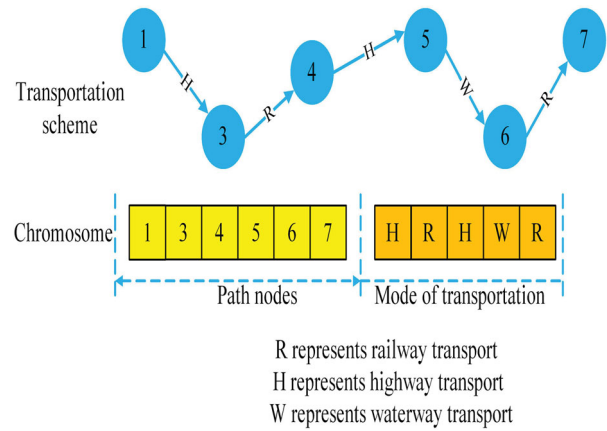 1 5 7
H 4 H W R
Transportation scheme
R
3 6
Chromosome 1 3 4 5 6 7 H R H W R
Path nodes Mode of transportation
R represents railway transport
H represents highway transport
W represents waterway transport